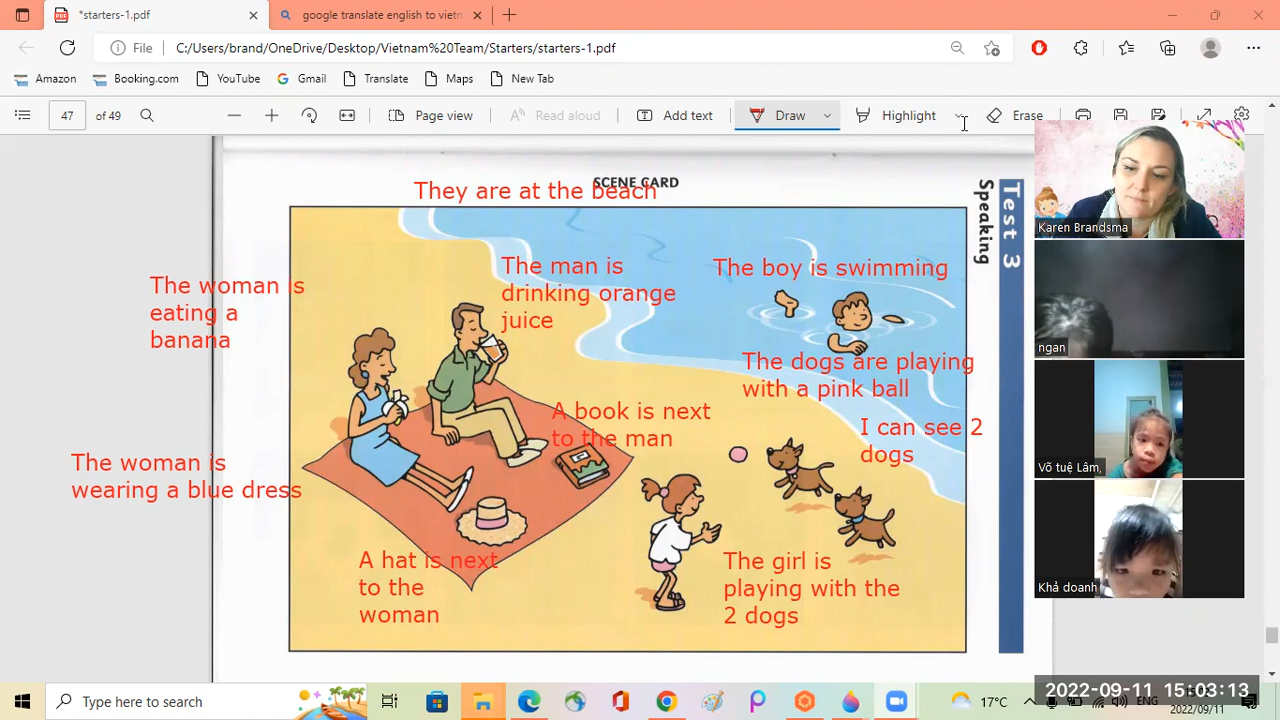 *starters-1.pdf
google translate english to vietn
File
C:/Users/brand/OneDrive/Desktop/Vietnam%20Team/Starters/starters-1.pdf
Amazon
Booking.com
YouTube
Gmail
Translate
Maps
New Tab
47 of 49
Page view
Read aloud
Add text
Draw
Highlight
Erase
SCENE CARD
They are at the beach
Test 3
Speaking
The woman is
eating a
banana
The man is
drinking orange
juice
The boy is swimming
The dogs are playing
with a pink ball
A book is next
to the man
I can see 2
dogs
The woman is
wearing a blue dress
A hat is next
to the
woman
The girl is
playing with the
2 dogs
Karen Brandsma
ngan
Võ tuệ Lâm,
Khả doanh
Type here to search
17°C
ENG
2022/09/11
2022-09-11 15:03:13